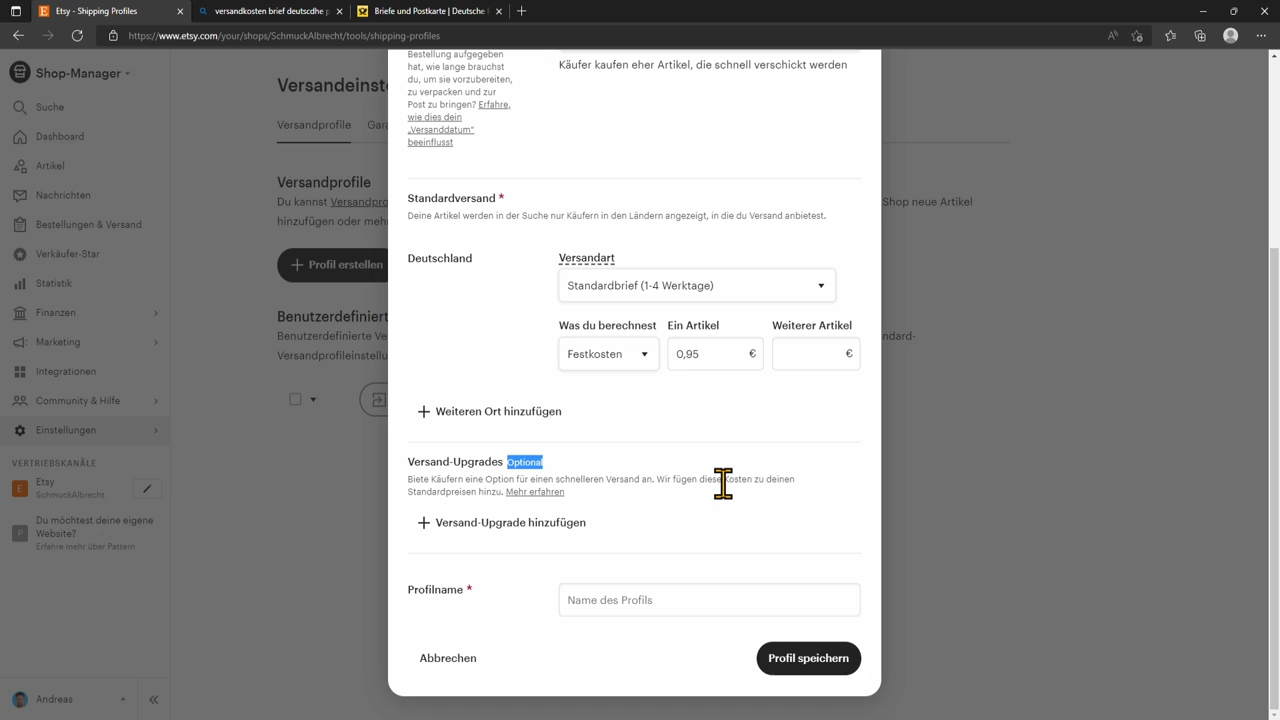 Etsy - Shipping Profiles
versandkosten brief deutscdhe p
Briefe und Postkarte | Deutsche
https://www.etsy.com/your/shops/SchmuckAlbrecht/tools/shipping-profiles
Shop-Manager
Suche
Dashboard
Artikel
Nachrichten
Bestellungen & Versand
Verkäufer-Star
Statistik
Finanzen
Marketing
Integrationen
Community & Hilfe
Einstellungen
VERTRIEBSKANÄLE
Etsy
SchmuckAlbrecht
P
Du möchtest deine eigene
Website?
Erfahre mehr über Pattern
Andreas
Versandeinste
Versandprofile
Gara
Versandprofile
Du kannst Versandpro
Shop neue Artikel
hinzufügen oder mehr
Profil erstellen
Benutzerdefiniert
Benutzerdefinierte Ve
ndard-
Versandprofileinstellu
Bestellung aufgegeben
hat, wie lange brauchst
du, um sie vorzubereiten,
zu verpacken und zur
Post zu bringen? Erfahre,
wie dies dein
„Versanddatum“
beeinflusst
Käufer kaufen eher Artikel, die schnell verschickt werden
Standardversand *
Deine Artikel werden in der Suche nur Käufern in den Ländern angezeigt, in die du Versand anbietest.
Deutschland
Versandart
Standardbrief (1-4 Werktage)
Was du berechnest
Ein Artikel
Weiterer Artikel
Festkosten
0,95 €
€
Weiteren Ort hinzufügen
Versand-Upgrades Optional
Biete Käufern eine Option für einen schnelleren Versand an. Wir fügen diese Kosten zu deinen
Standardpreisen hinzu. Mehr erfahren
Versand-Upgrade hinzufügen
Profilname *
Name des Profils
Abbrechen
Profil speichern